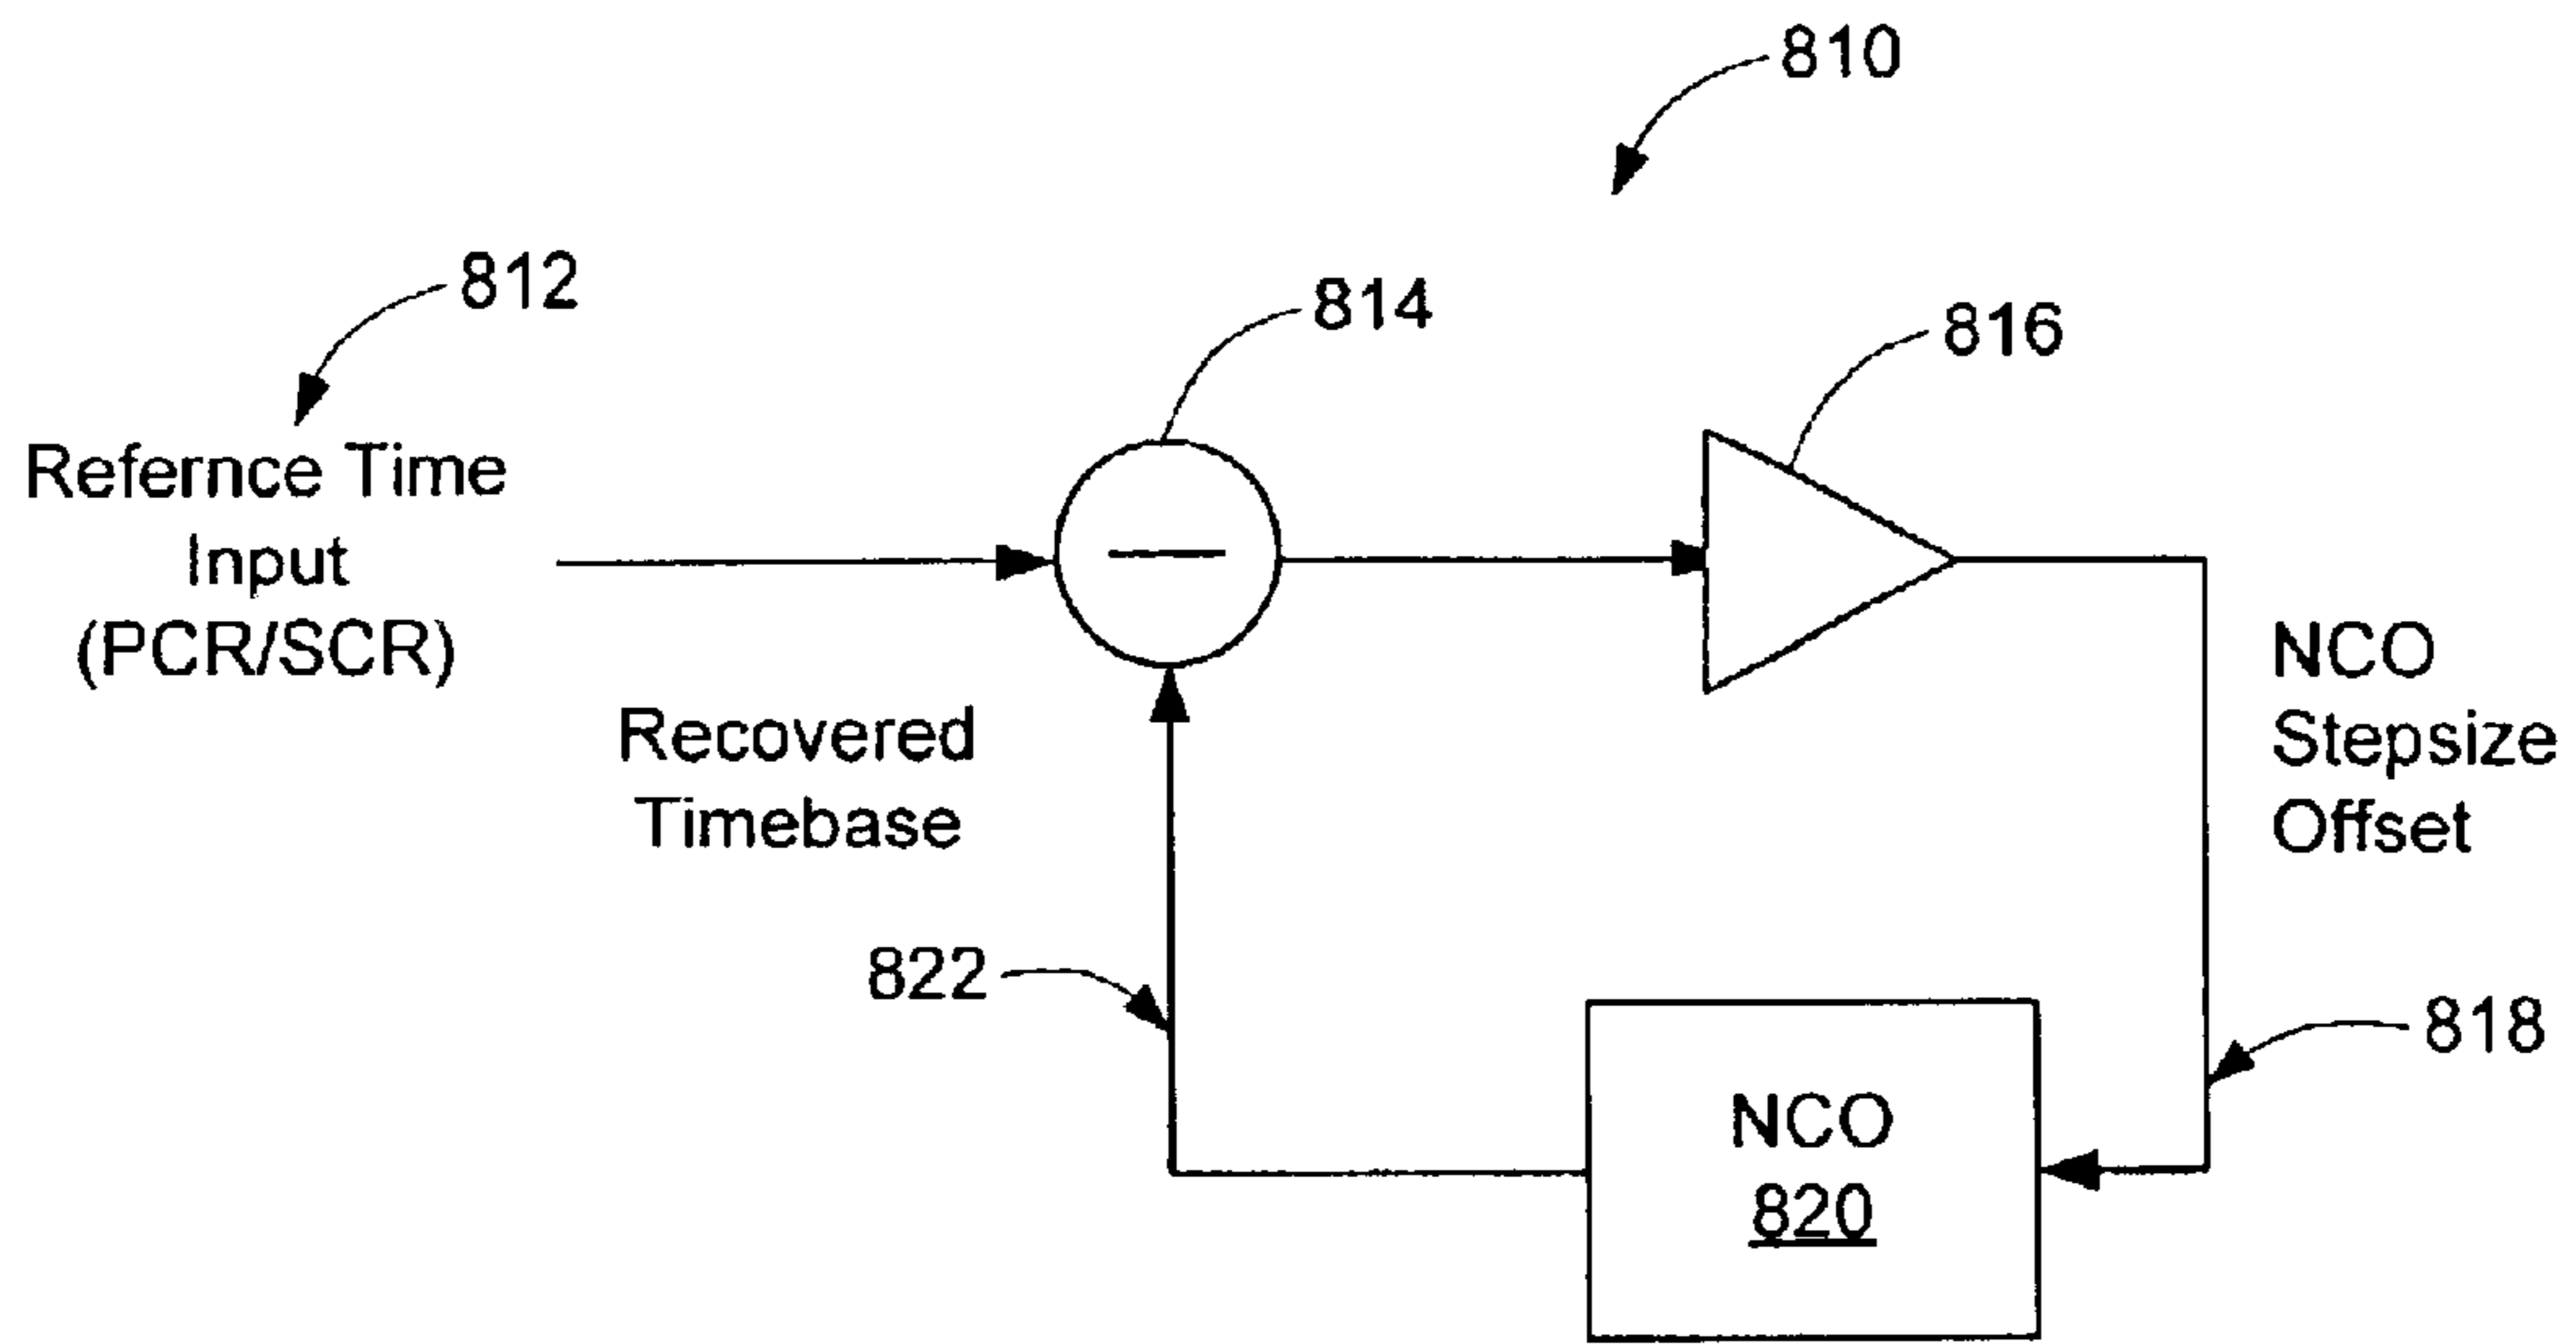 810
812
814
816
Refernce Time
Input
(PCR/SCR)
Recovered
Timebase
NCO
Stepsize
Offset
822
818
NCO
820